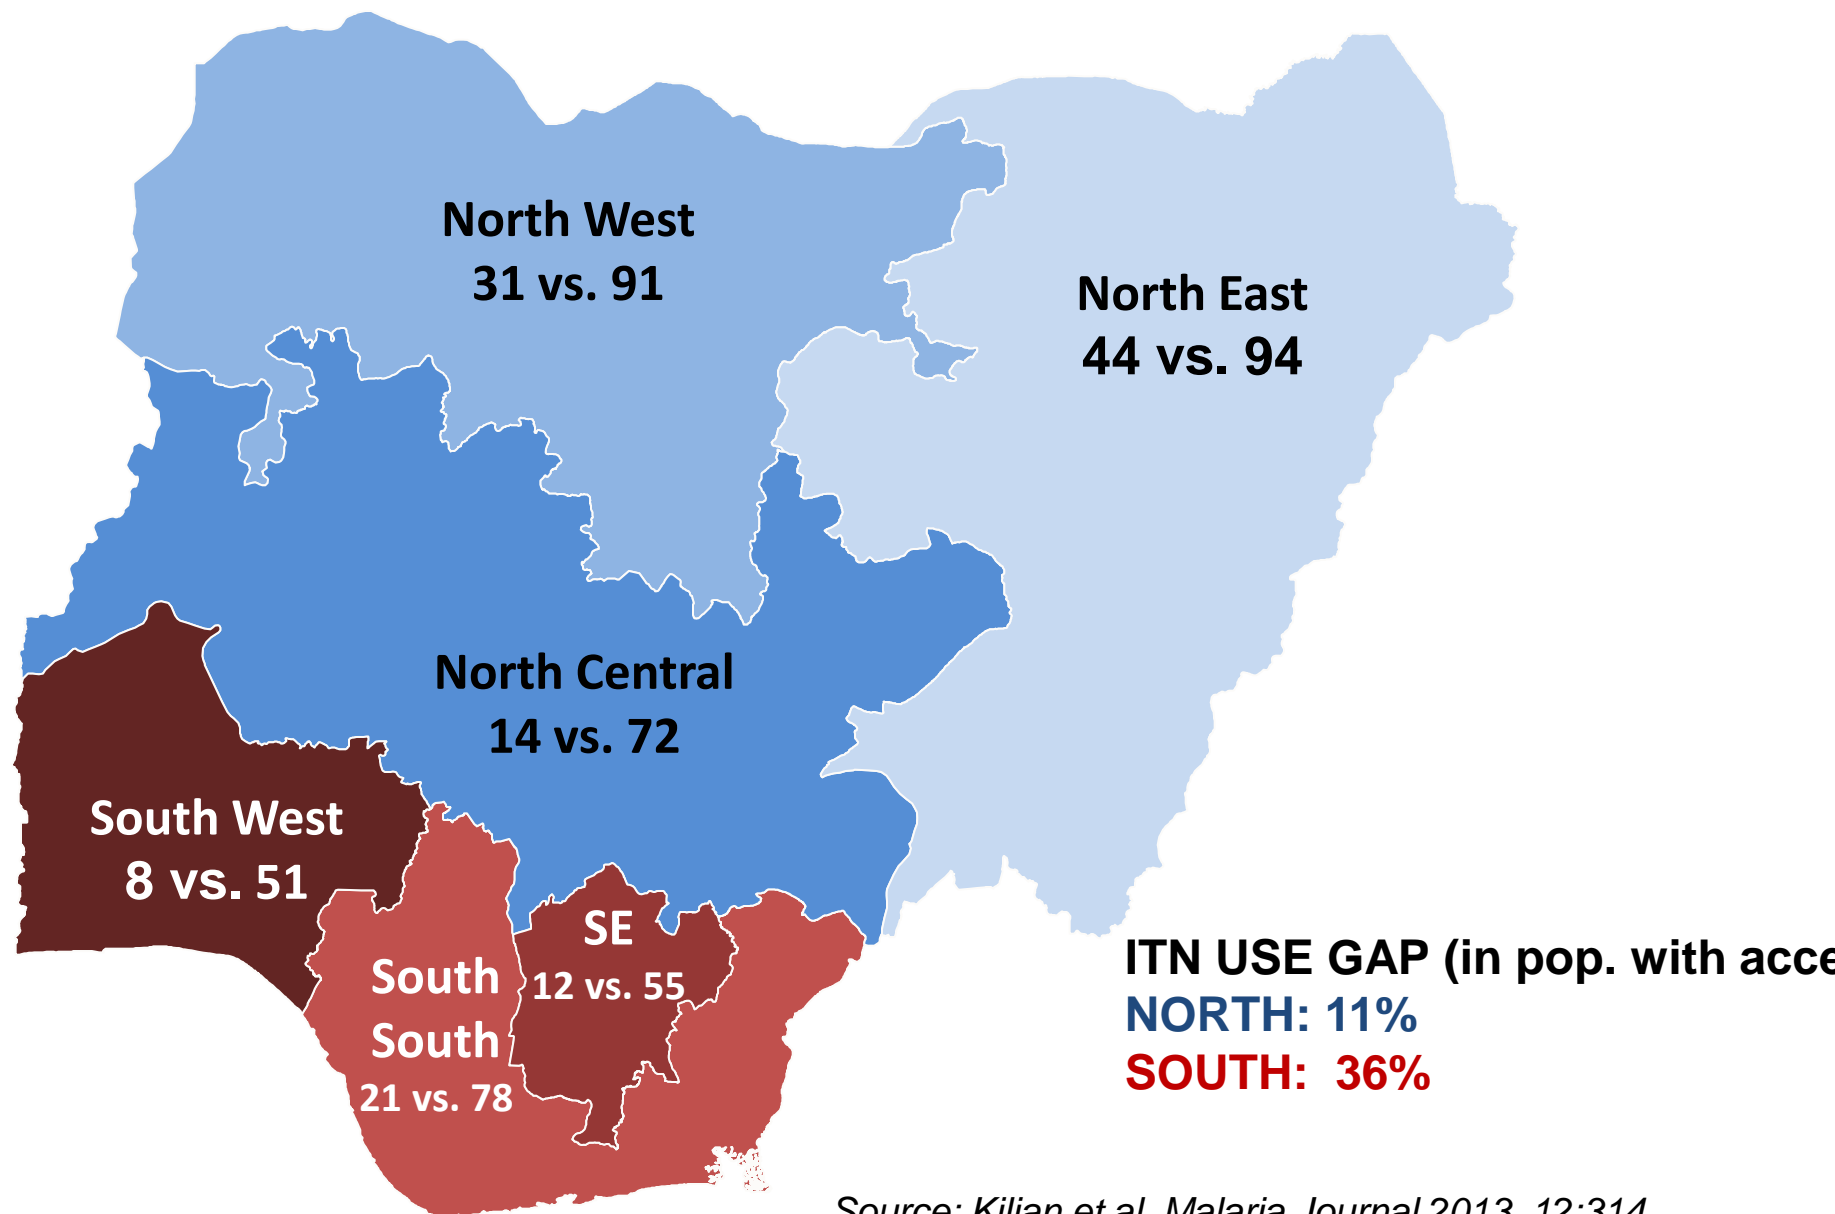 North West
31 vs. 91
North East
44 vs. 94
North Central
14 vs. 72
South West
8 vs. 51
SE
12 vs. 55
South
South
21 vs. 78
ITN USE GAP (in pop. with acce
NORTH: 11%
SOUTH: 36%
Source: Kilian et al. Malaria Journal 2013, 12:314